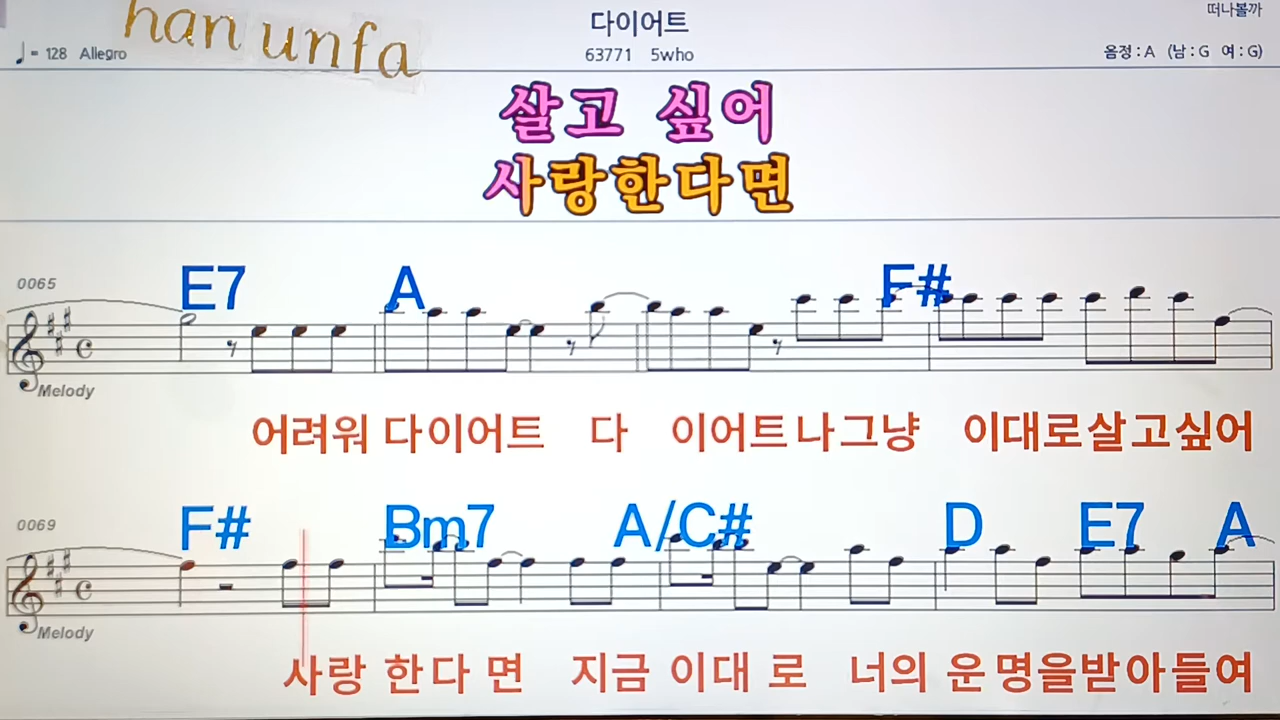 han unfa
다이어트
떠나볼까
♩= 128 Allegro
63771 5who
음정 : A (남 : G 여 : G)
살고 싶어
사랑한다면
0065
E7 A F#
Melody
어려워 다이어트 다 이어트나그냥 이대로살고싶어
0069
F# Bm7 A/C# D E7 A
Melody
사랑 한다 면 지금 이대 로 너의 운명을받아들여